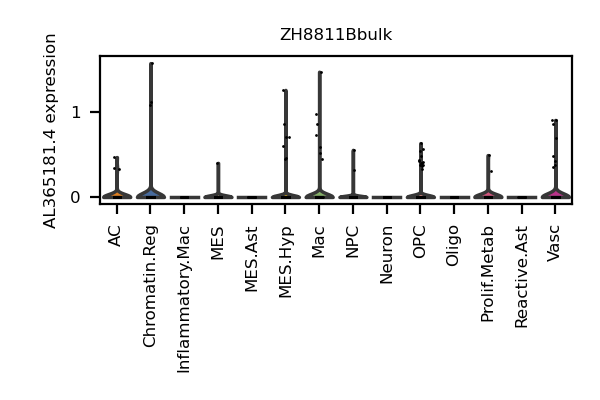 ZH8811Bbulk
AL365181.4 expression
1
0
AC
Chromatin.Reg
Inflammatory.Mac
MES
MES.Ast
MES.Hyp
Mac
NPC
Neuron
OPC
Oligo
Prolif.Metab
Reactive.Ast
Vasc